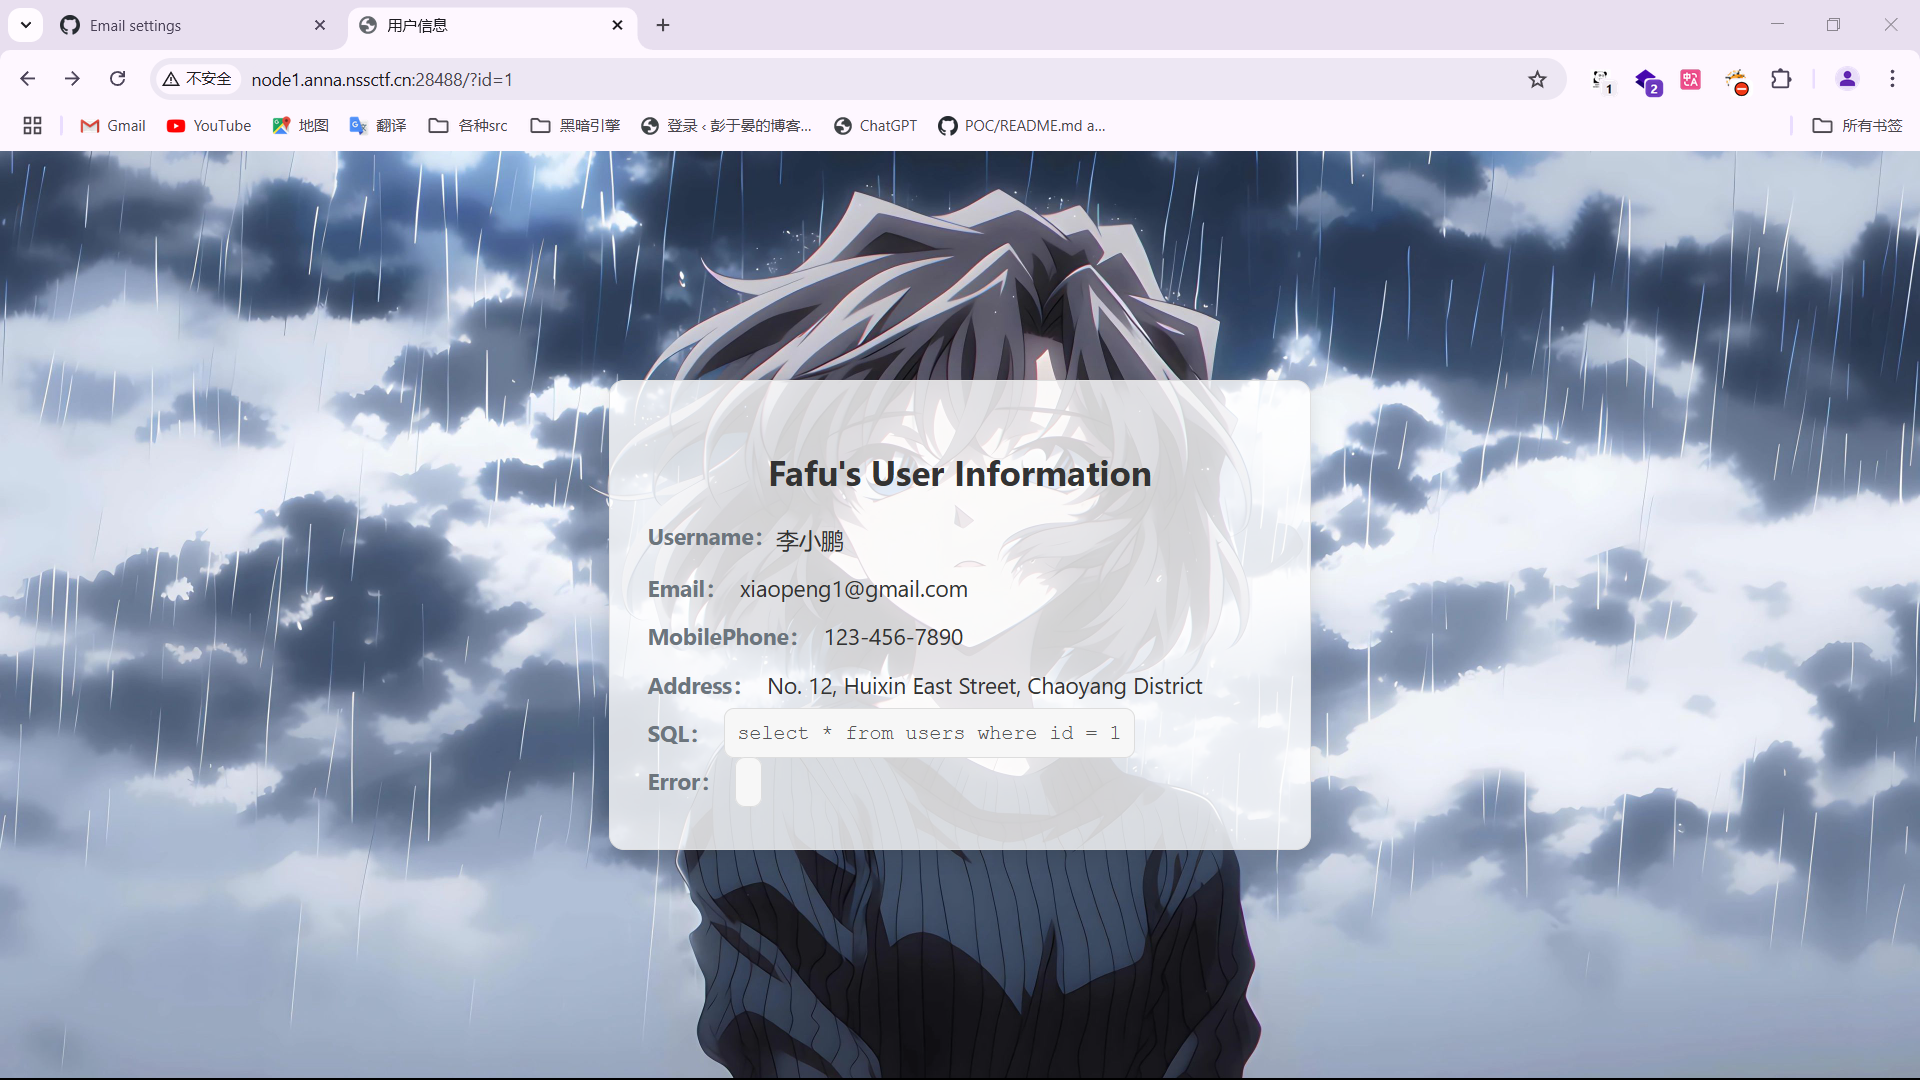 Email settings
用户信息
不安全
node1.anna.nssctf.cn:28488/?id=1
1
2
中
A
Gmail
YouTube
地图
翻译
各种src
黑暗引擎
登录 ‹ 彭于晏的博客...
ChatGPT
POC/README.md a...
所有书签
Fafu's User Information
Username： 李小鹏
Email： xiaopeng1@gmail.com
MobilePhone： 123-456-7890
Address： No. 12, Huixin East Street, Chaoyang District
SQL： select * from users where id = 1
Error：